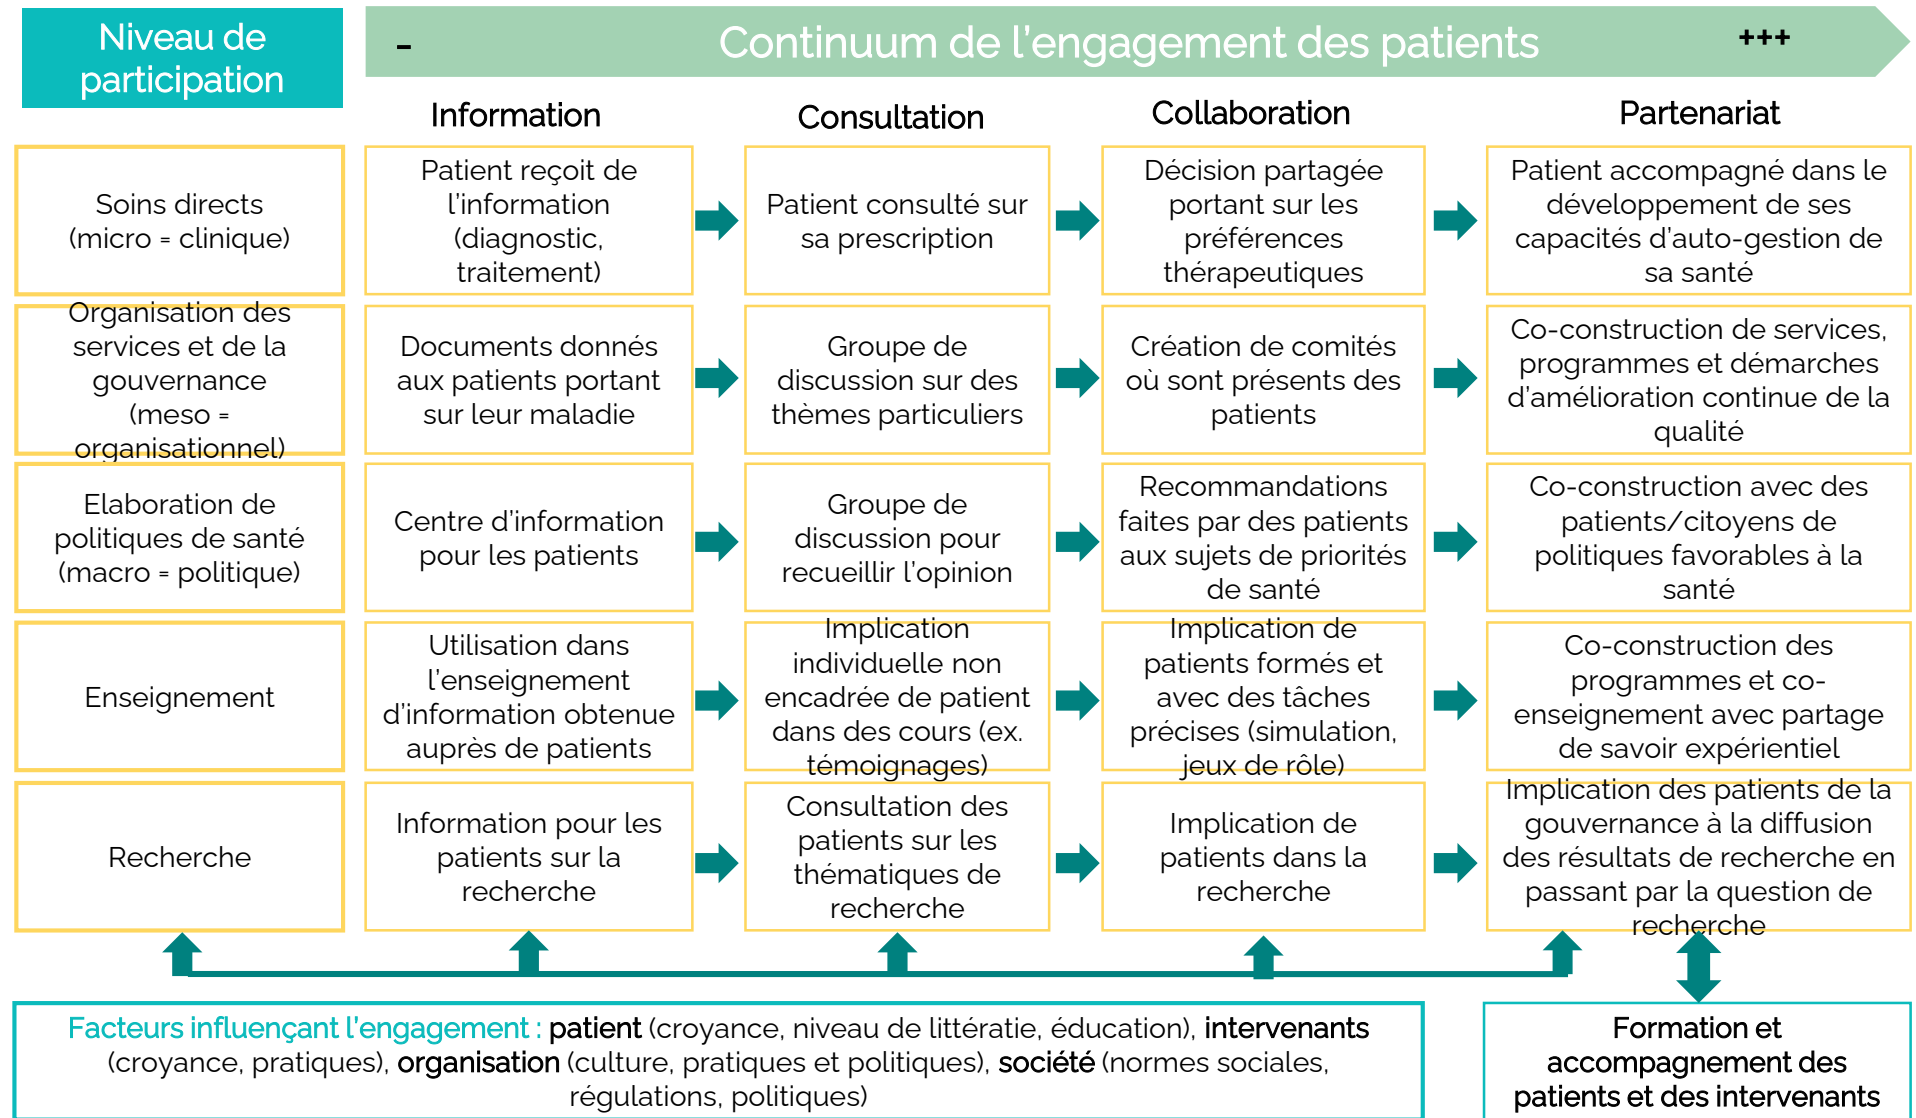 Niveau de
participation
-
Continuum de l'engagement des patients
+++
Information
Consultation
Collaboration
Partenariat
Soins directs
(micro = clinique)
Patient reçoit de
l'information
(diagnostic,
traitement)
Patient consulté sur
sa prescription
Décision partagée
portant sur les
préférences
thérapeutiques
Patient accompagné dans le
développement de ses
capacités d'auto-gestion de
sa santé
Organisation des
services et de la
gouvernance
(meso =
organisationnel)
Documents donnés
aux patients portant
sur leur maladie
Groupe de
discussion sur des
thèmes particuliers
Création de comités
où sont présents des
patients
Co-construction de services,
programmes et démarches
d'amélioration continue de la
qualité
Elaboration de
politiques de santé
(macro = politique)
Centre d'information
pour les patients
Groupe de
discussion pour
recueillir l'opinion
Recommandations
faites par des patients
aux sujets de priorités
de santé
Co-construction avec des
patients/citoyens de
politiques favorables à la
santé
Enseignement
Utilisation dans
l'enseignement
d'information obtenue
auprès de patients
Implication
individuelle non
encadrée de patient
dans des cours (ex.
témoignages)
Implication de
patients formés et
avec des tâches
précises (simulation,
jeux de rôle)
Co-construction des
programmes et co-
enseignement avec partage
de savoir expérientiel
Recherche
Information pour les
patients sur la
recherche
Consultation des
patients sur les
thématiques de
recherche
Implication de
patients dans la
recherche
Implication des patients de la
gouvernance à la diffusion
des résultats de recherche en
passant par la question de
recherche
Facteurs influençant l'engagement : patient (croyance, niveau de littératie, éducation), intervenants
(croyance, pratiques), organisation (culture, pratiques et politiques), société (normes sociales,
régulations, politiques)
Formation et
accompagnement des
patients et des intervenants